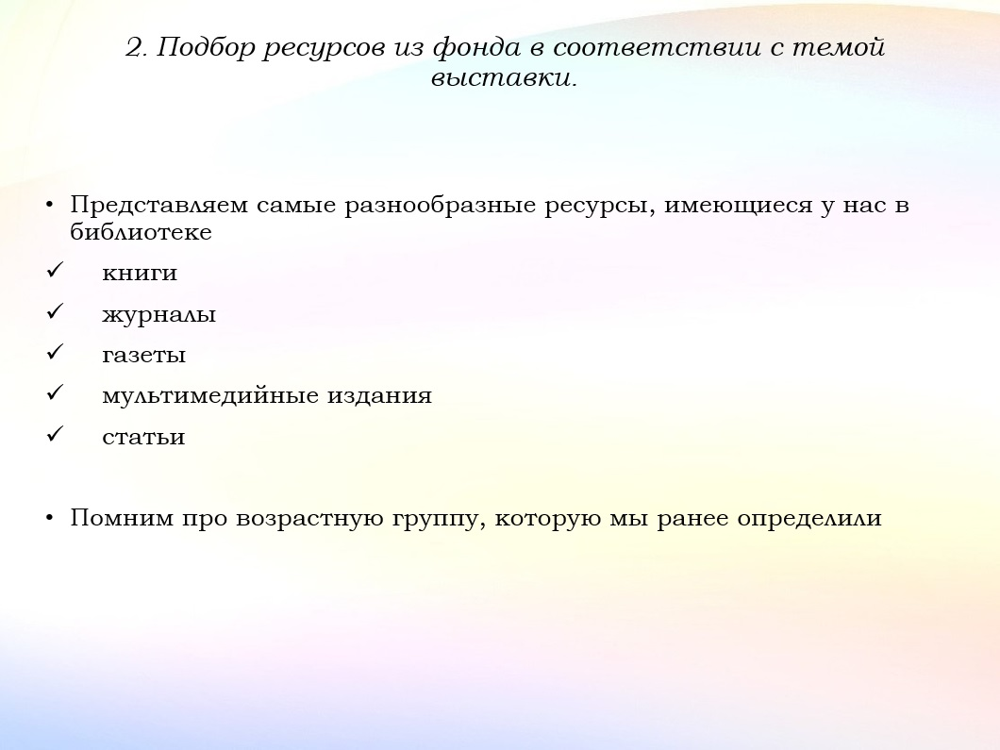 2. Подбор ресурсов из фонда в соответствии с темой
выставки.
• Представляем самые разнообразные ресурсы, имеющиеся у нас в
библиотеке
✓ книги
✓ журналы
✓ газеты
✓ мультимедийные издания
✓ статьи
• Помним про возрастную группу, которую мы ранее определили